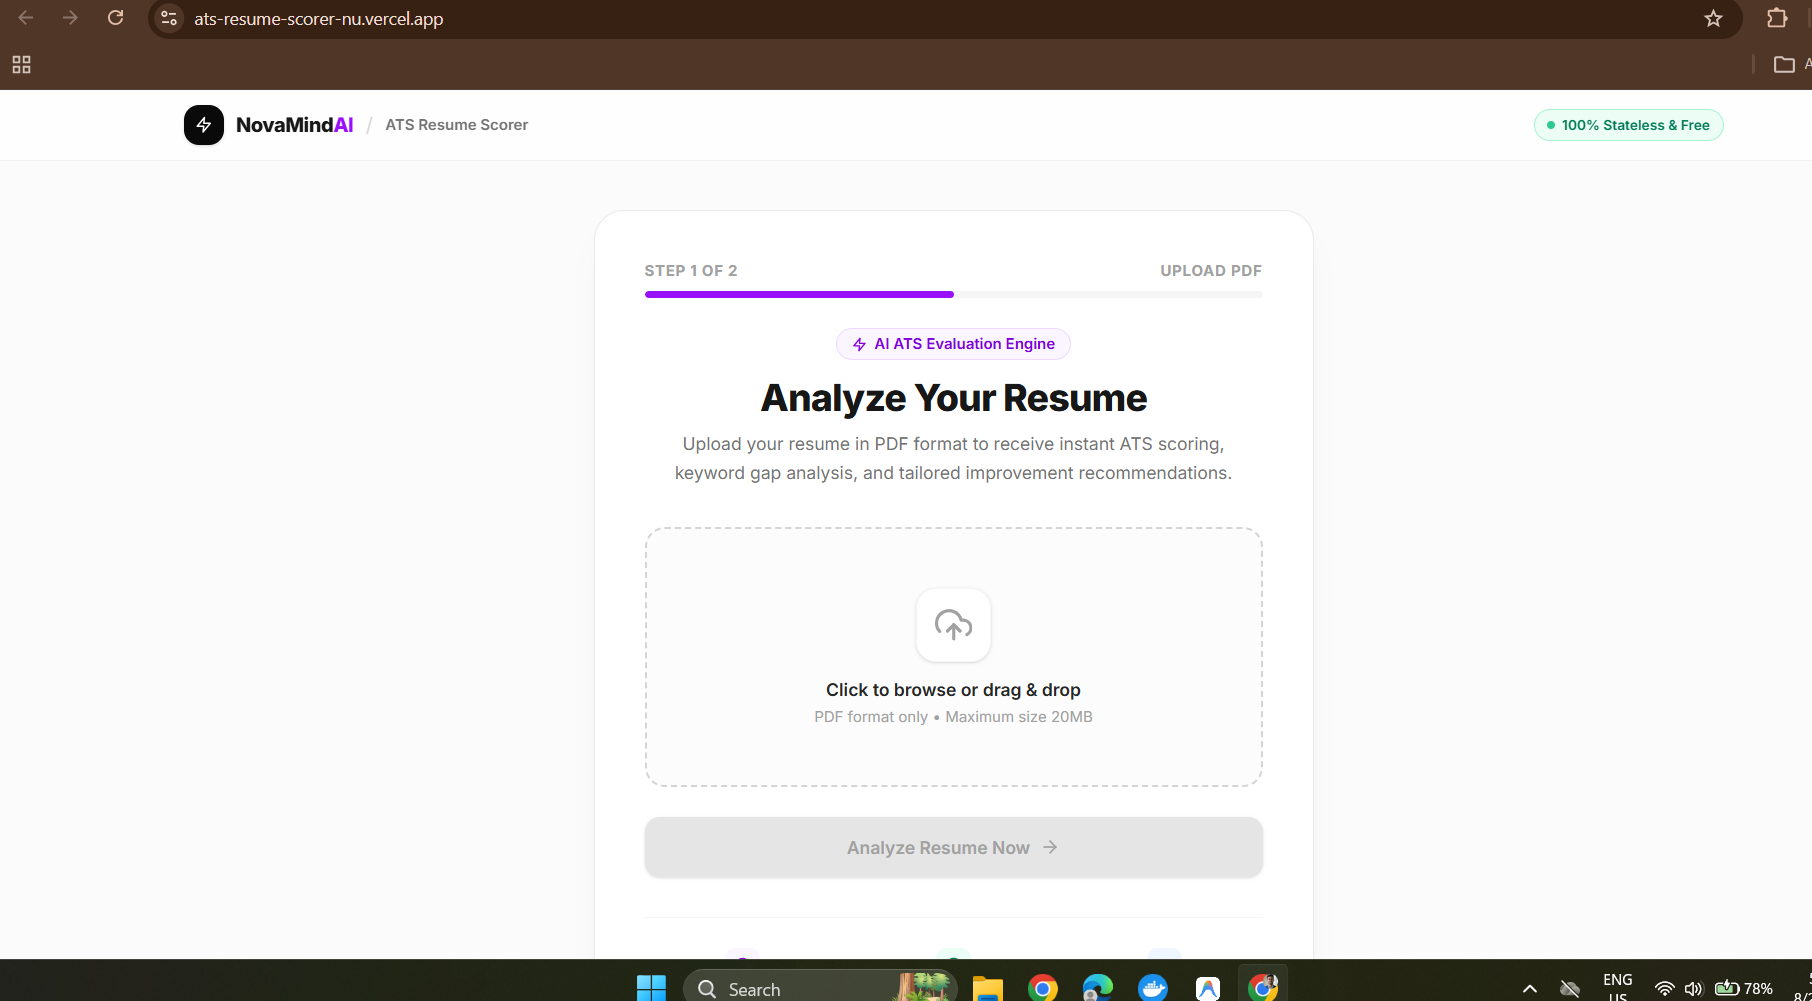 ats-resume-scorer-nu.vercel.app
NovaMindAI / ATS Resume Scorer
100% Stateless & Free
STEP 1 OF 2
UPLOAD PDF
AI ATS Evaluation Engine
Analyze Your Resume
Upload your resume in PDF format to receive instant ATS scoring,
keyword gap analysis, and tailored improvement recommendations.
Click to browse or drag & drop
PDF format only • Maximum size 20MB
Analyze Resume Now →
Search
ENG
US
78%